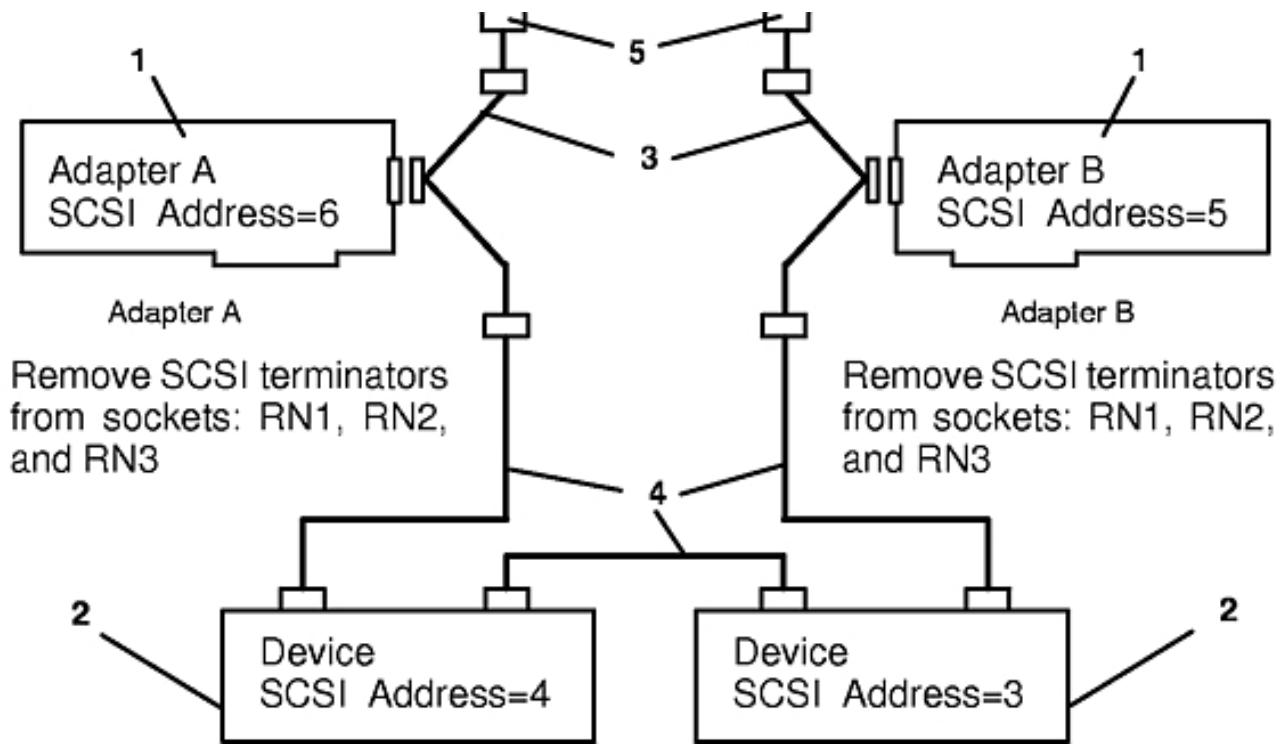 5
1
1
3
Adapter A
SCSI Address=6
Adapter B
SCSI Address=5
Adapter A
Adapter B
Remove SCSI terminators
from sockets: RN1, RN2,
and RN3
Remove SCSI terminators
from sockets: RN1, RN2,
and RN3
4
2
2
Device
SCSI Address=4
Device
SCSI Address=3